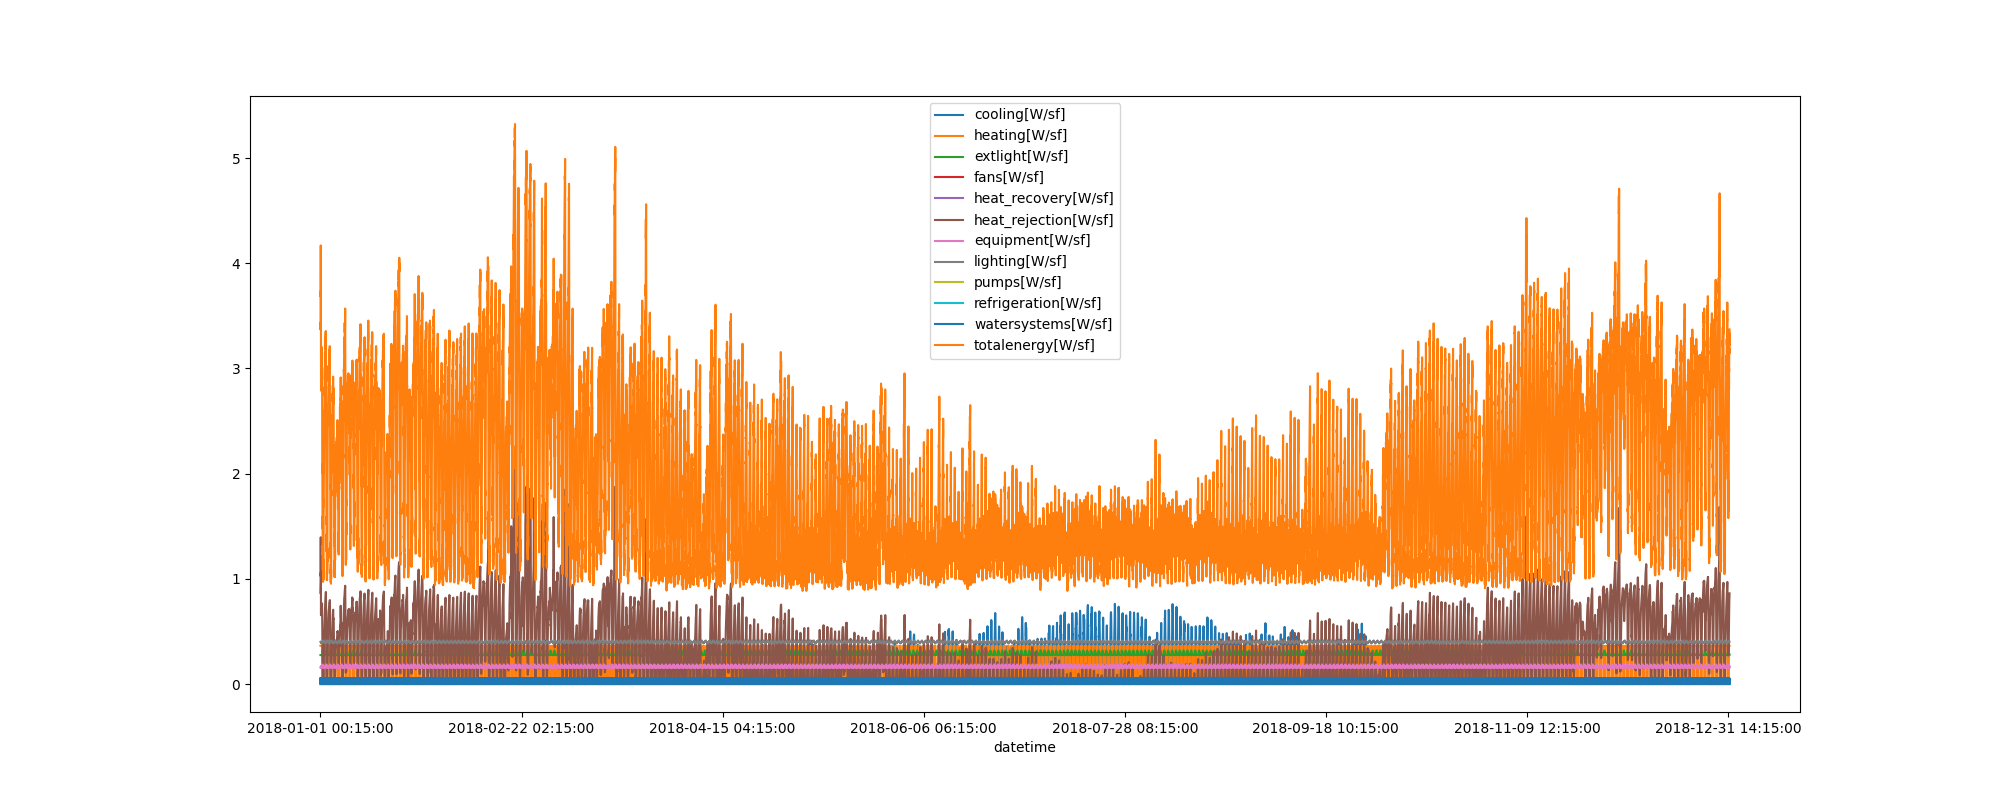 cooling[W/sf]
heating[W/sf]
extlight[W/sf]
fans[W/sf]
heat_recovery[W/sf]
heat_rejection[W/sf]
equipment[W/sf]
lighting[W/sf]
pumps[W/sf]
refrigeration[W/sf]
watersystems[W/sf]
totalenergy[W/sf]
5
4
3
2
1
0
2018-01-01 00:15:00 2018-02-22 02:15:00 2018-04-15 04:15:00 2018-06-06 06:15:00 2018-07-28 08:15:00 2018-09-18 10:15:00 2018-11-09 12:15:00 2018-12-31 14:15:00
datetime